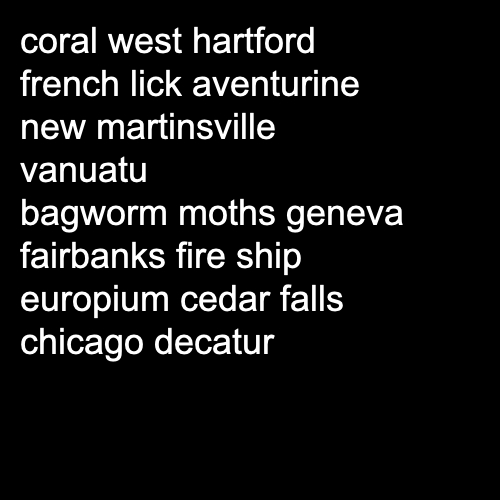 coral west hartford
french lick aventurine
new martinsville
vanuatu
bagworm moths geneva
fairbanks fire ship
europium cedar falls
chicago decatur